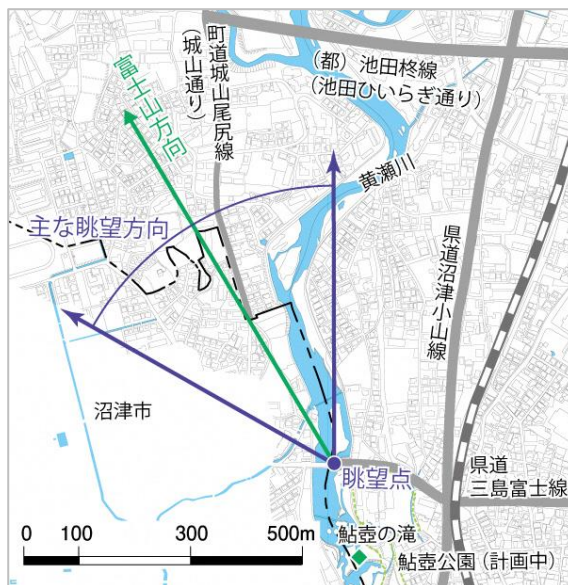 (都)池田柊線
(池田ひいらぎ通り)
町道城山尾尻線
(城山通り)
富士山方向
黄瀬川
主な眺望方向
県道沼津小山線
沼津市
眺望点
県道
三島富士線
鮎壺の滝
鮎壺公園(計画中)
0 100 300 500m